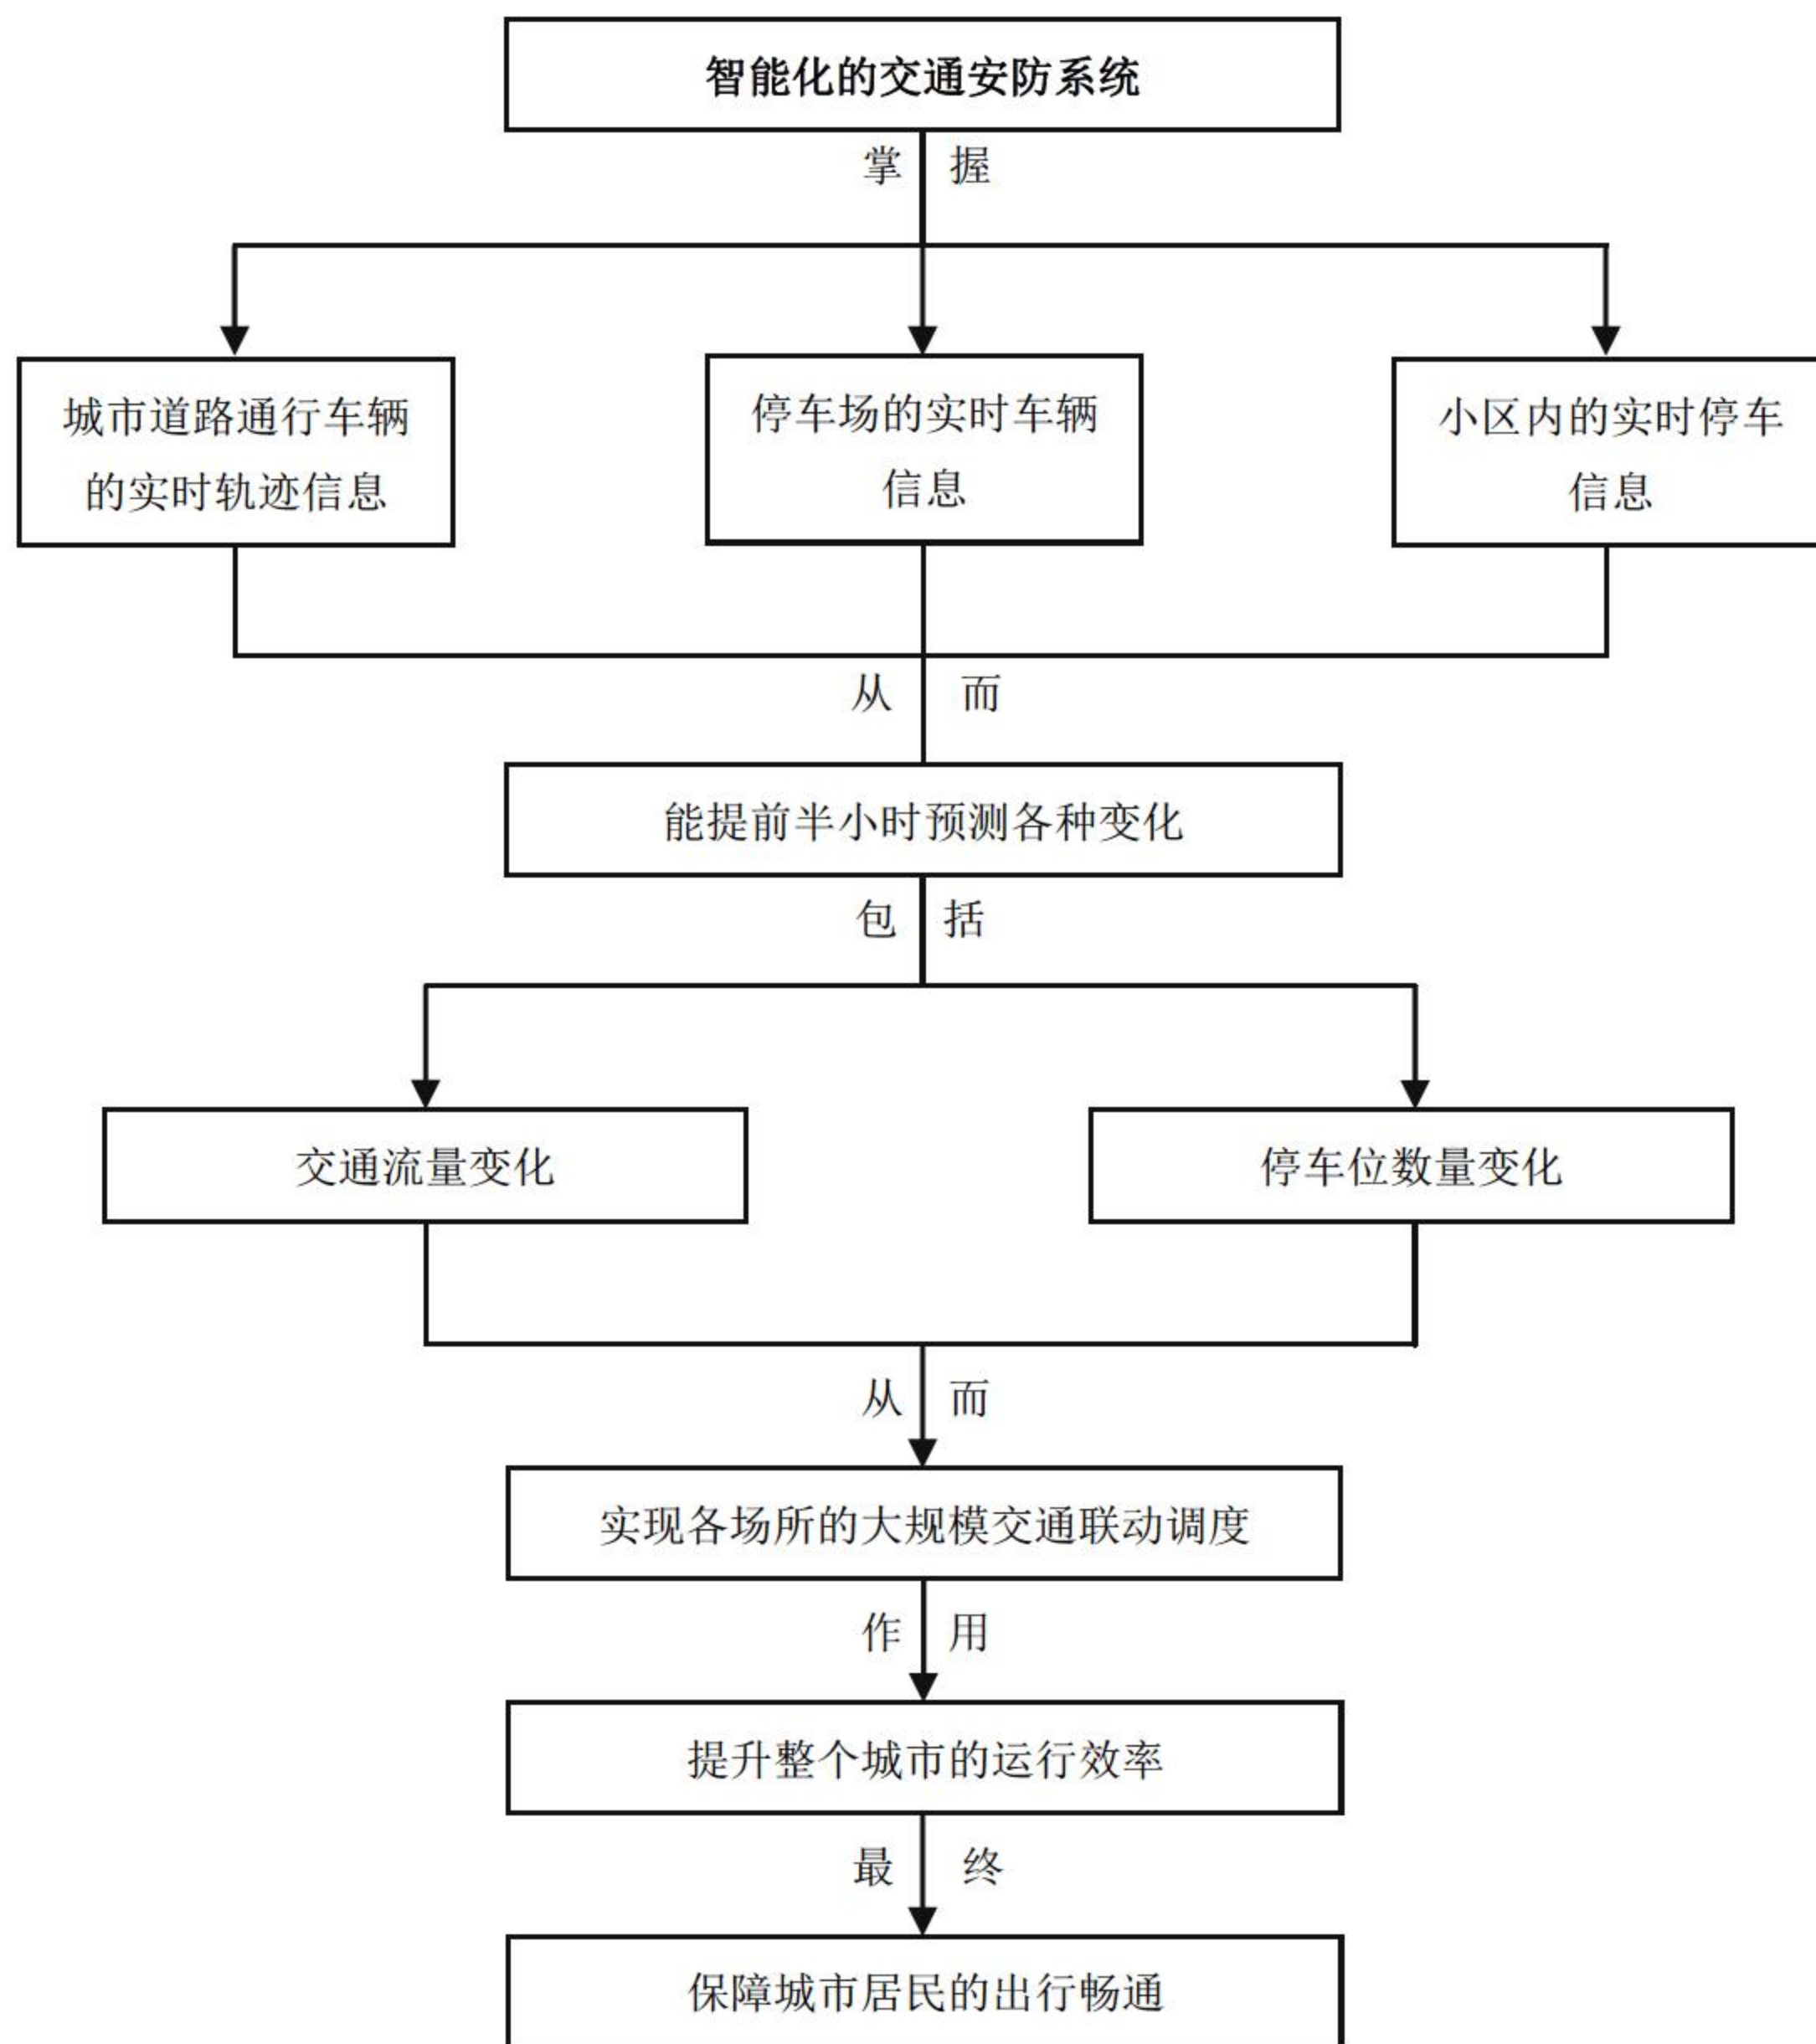 智能化的交通安防系统
掌 握
城市道路通行车辆
的实时轨迹信息
停车场的实时车辆
信息
小区内的实时停车
信息
从 而
能提前半小时预测各种变化
包 括
交通流量变化
停车位数量变化
从 而
实现各场所的大规模交通联动调度
作 用
提升整个城市的运行效率
最 终
保障城市居民的出行畅通